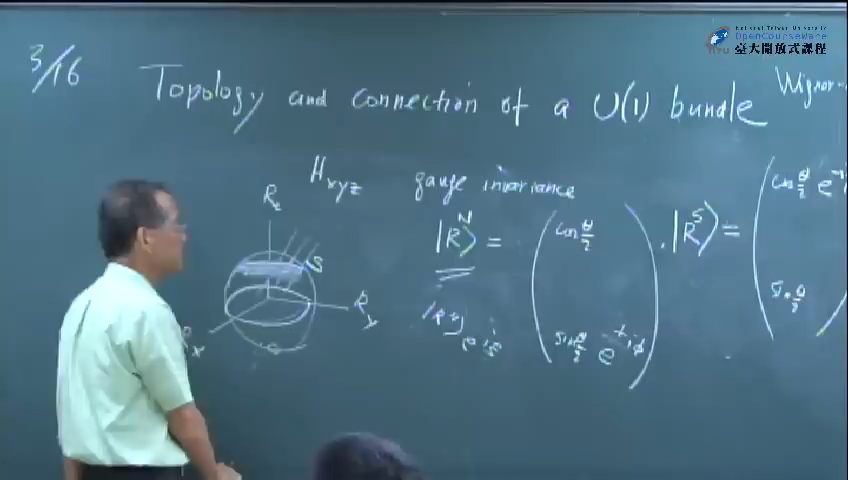 National Taiwan University
OpenCourseWare
NTU 臺大開放式課程
3/16
Topology and connection of a U(1) bundle
Wigner-
H_xyz gauge invariance
R_z
S
R_y
R_x
|R^N⟩ = ( cos θ/2
sin θ/2 e^{+iφ} ) , |R^S⟩ = ( cos θ/2 e^{-i
sin θ/2 )